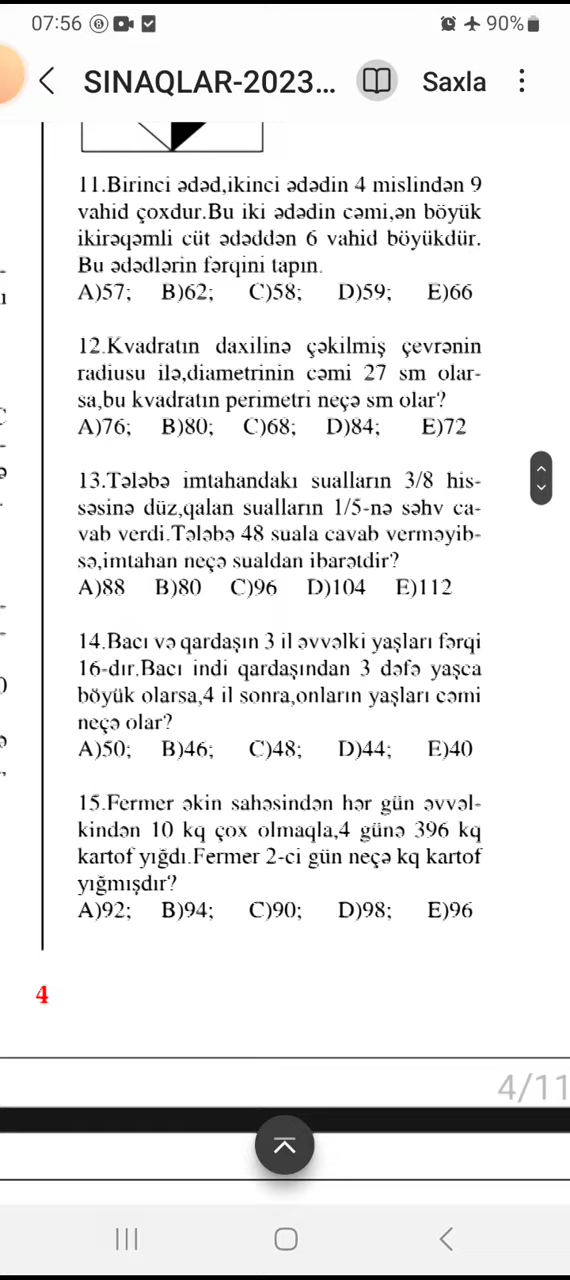 07:56 90%
SINAQLAR-2023... Saxla
11.Birinci ədəd,ikinci ədədin 4 mislindən 9
vahid çoxdur.Bu iki ədədin cəmi,ən böyük
ikirəqəmli cüt ədəddən 6 vahid böyükdür.
Bu ədədlərin fərqini tapın.
A)57; B)62; C)58; D)59; E)66
12.Kvadratın daxilinə çəkilmiş çevrənin
radiusu ilə,diametrinin cəmi 27 sm olar-
sa,bu kvadratın perimetri neçə sm olar?
A)76; B)80; C)68; D)84; E)72
13.Tələbə imtahandakı sualların 3/8 his-
səsinə düz,qalan sualların 1/5-nə səhv ca-
vab verdi.Tələbə 48 suala cavab verməyib-
sə,imtahan neçə sualdan ibarətdir?
A)88 B)80 C)96 D)104 E)112
14.Bacı və qardaşın 3 il əvvəlki yaşları fərqi
16-dır.Bacı indi qardaşından 3 dəfə yaşca
böyük olarsa,4 il sonra,onların yaşları cəmi
neçə olar?
A)50; B)46; C)48; D)44; E)40
15.Fermer əkin sahəsindən hər gün əvvəl-
kindən 10 kq çox olmaqla,4 günə 396 kq
kartof yığdı.Fermer 2-ci gün neçə kq kartof
yığmışdır?
A)92; B)94; C)90; D)98; E)96
4
4/11